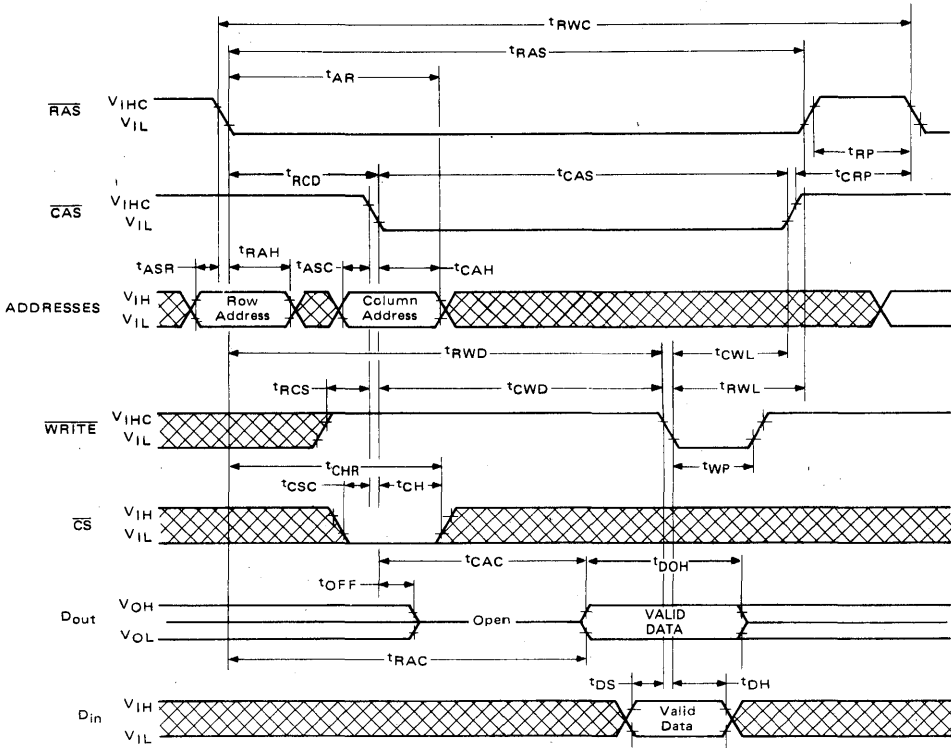 tRWC
tRAS
tAR
RAS VIHC
VIL
tRP
tRCD tCAS tCRP
CAS VIHC
VIL
tASR tRAH tASC tCAH
ADDRESSES VIH
VIL
Row Address
Column Address
tRWD tCWL
tRCS tCWD tRWL
WRITE VIHC
VIL
tCHR tWP
tCSC tCH
CS VIH
VIL
tCAC tDOH
tOFF
Dout VOH
VOL
Open
VALID DATA
tRAC
tDS tDH
Din VIH
VIL
Valid Data